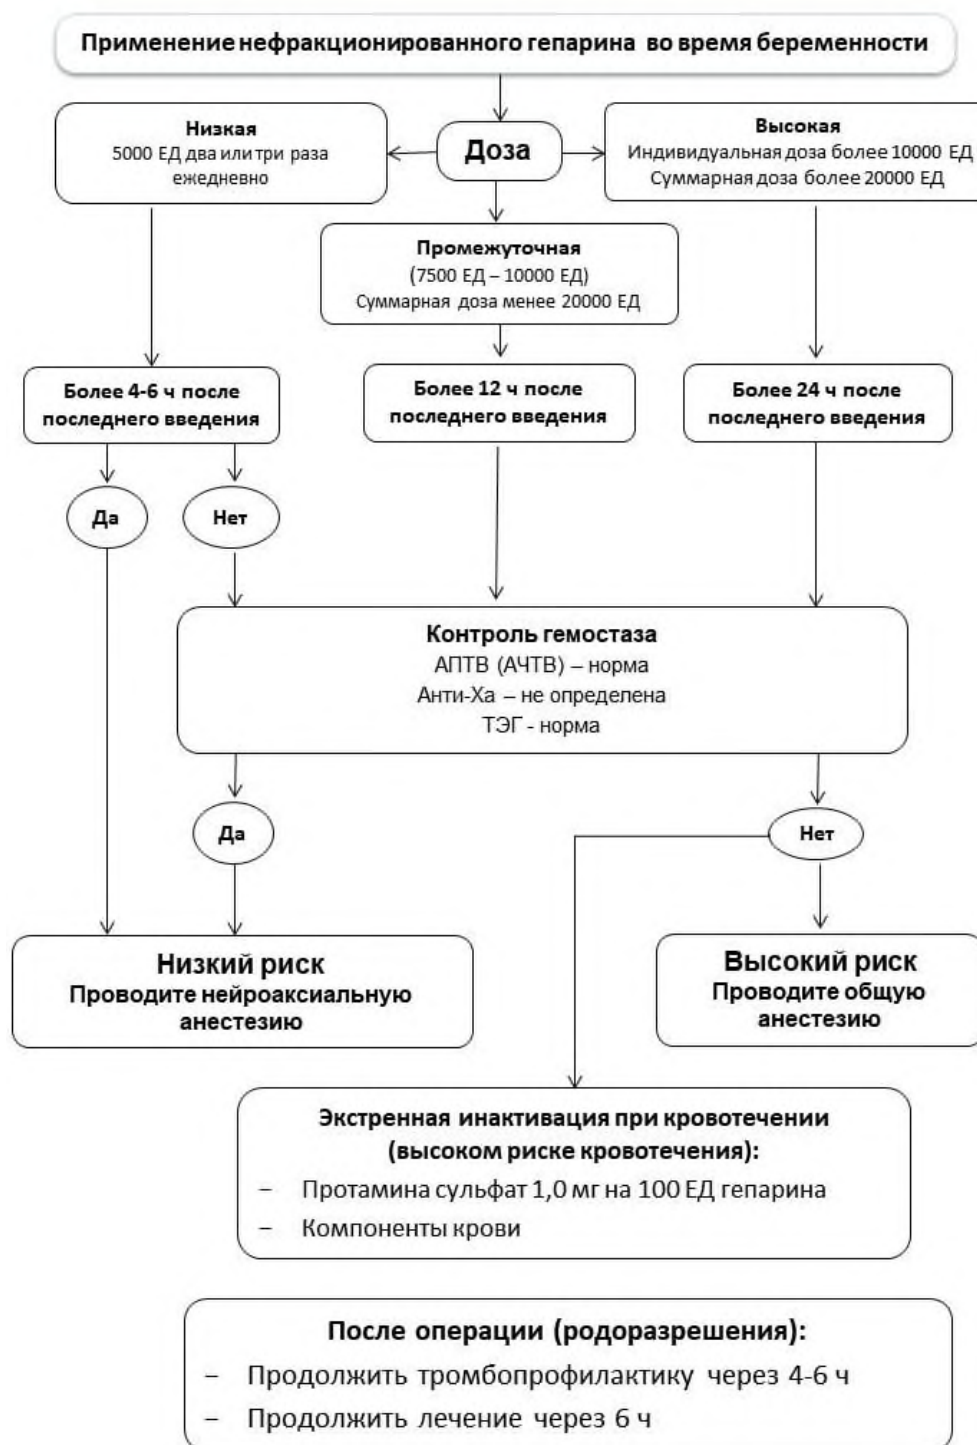 Применение нефракционированного гепарина во время беременности
Низкая
5000 ЕД два или три раза
ежедневно
Доза
Высокая
Индивидуальная доза более 10000 ЕД
Суммарная доза более 20000 ЕД
Промежуточная
(7500 ЕД – 10000 ЕД)
Суммарная доза менее 20000 ЕД
Более 4-6 ч после
последнего введения
Более 12 ч после
последнего введения
Более 24 ч после
последнего введения
Да
Нет
Контроль гемостаза
АПТВ (АЧТВ) – норма
Анти-Ха – не определена
ТЭГ - норма
Да
Нет
Низкий риск
Проводите нейроаксиальную
анестезию
Высокий риск
Проводите общую
анестезию
Экстренная инактивация при кровотечении
(высоком риске кровотечения):
– Протамина сульфат 1,0 мг на 100 ЕД гепарина
– Компоненты крови
После операции (родоразрешения):
– Продолжить тромбопрофилактику через 4-6 ч
– Продолжить лечение через 6 ч